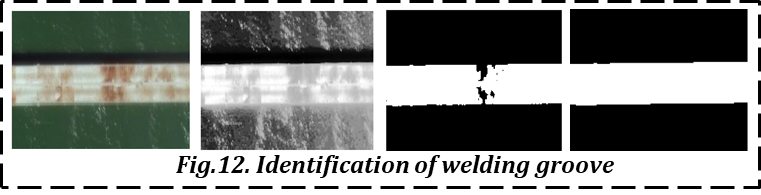 Fig.12. Identification of welding groove